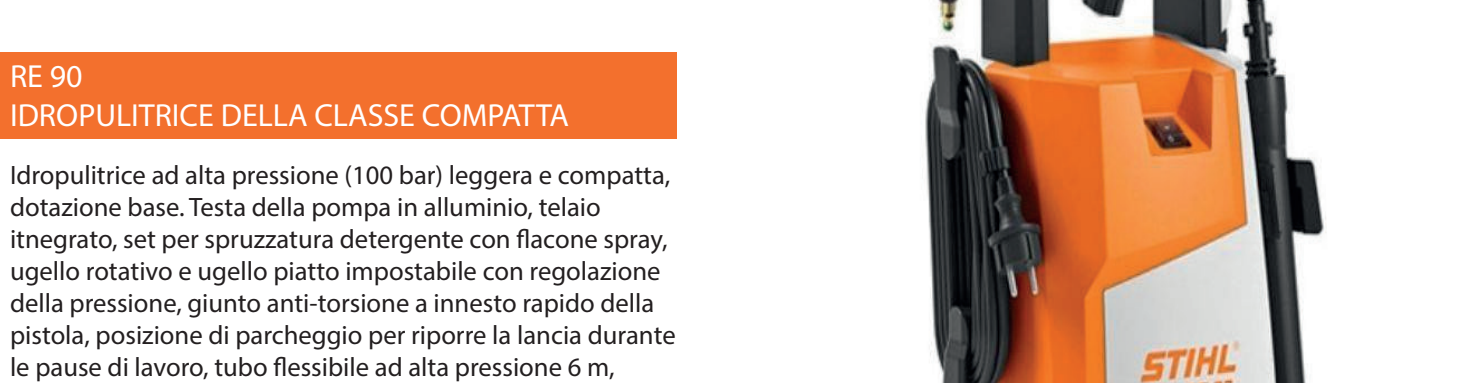 RE 90
IDROPULITRICE DELLA CLASSE COMPATTA
Idropulitrice ad alta pressione (100 bar) leggera e compatta,
dotazione base. Testa della pompa in alluminio, telaio
itnegrato, set per spruzzatura detergente con flacone spray,
ugello rotativo e ugello piatto impostabile con regolazione
della pressione, giunto anti-torsione a innesto rapido della
pistola, posizione di parcheggio per riporre la lancia durante
le pause di lavoro, tubo flessibile ad alta pressione 6 m,
STIHL®